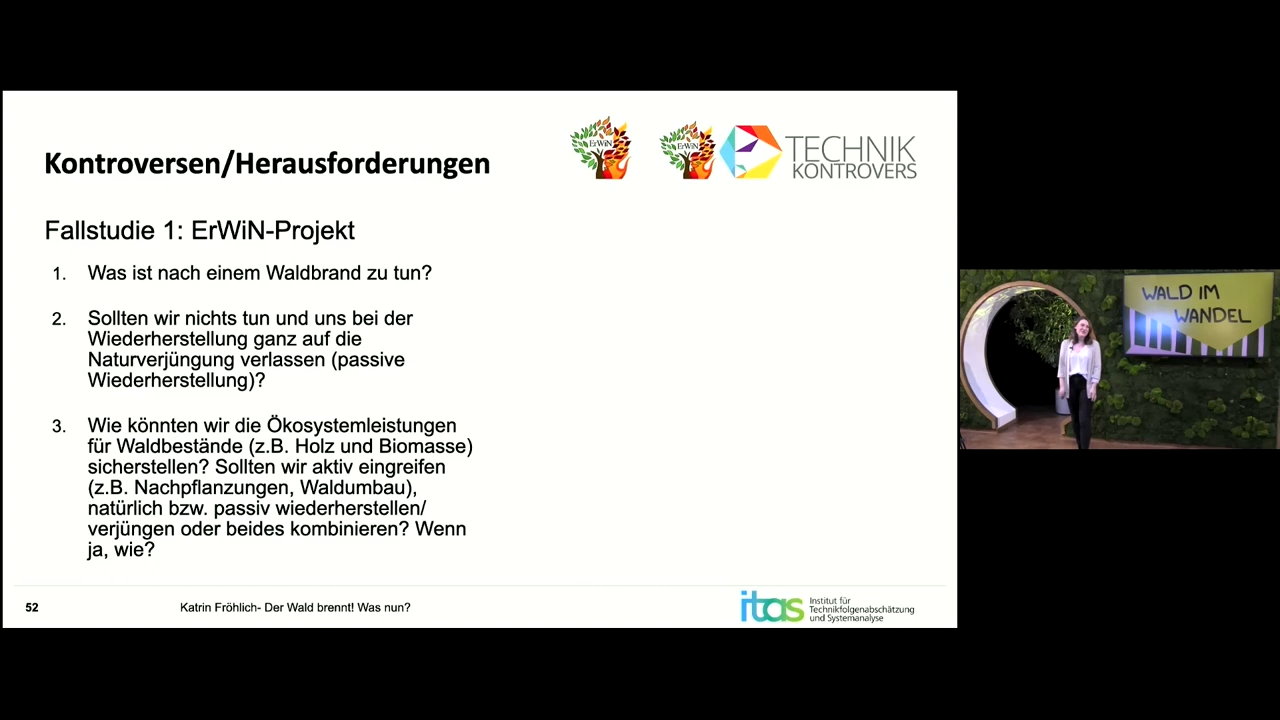 Kontroversen/Herausforderungen
ErWiN
ErWiN
TECHNIK
KONTROVERS
Fallstudie 1: ErWiN-Projekt
1. Was ist nach einem Waldbrand zu tun?
2. Sollten wir nichts tun und uns bei der
Wiederherstellung ganz auf die
Naturverjüngung verlassen (passive
Wiederherstellung)?
3. Wie könnten wir die Ökosystemleistungen
für Waldbestände (z.B. Holz und Biomasse)
sicherstellen? Sollten wir aktiv eingreifen
(z.B. Nachpflanzungen, Waldumbau),
natürlich bzw. passiv wiederherstellen/
verjüngen oder beides kombinieren? Wenn
ja, wie?
52
Katrin Fröhlich- Der Wald brennt! Was nun?
itas
Institut für
Technikfolgenabschätzung
und Systemanalyse
WALD IM
WANDEL